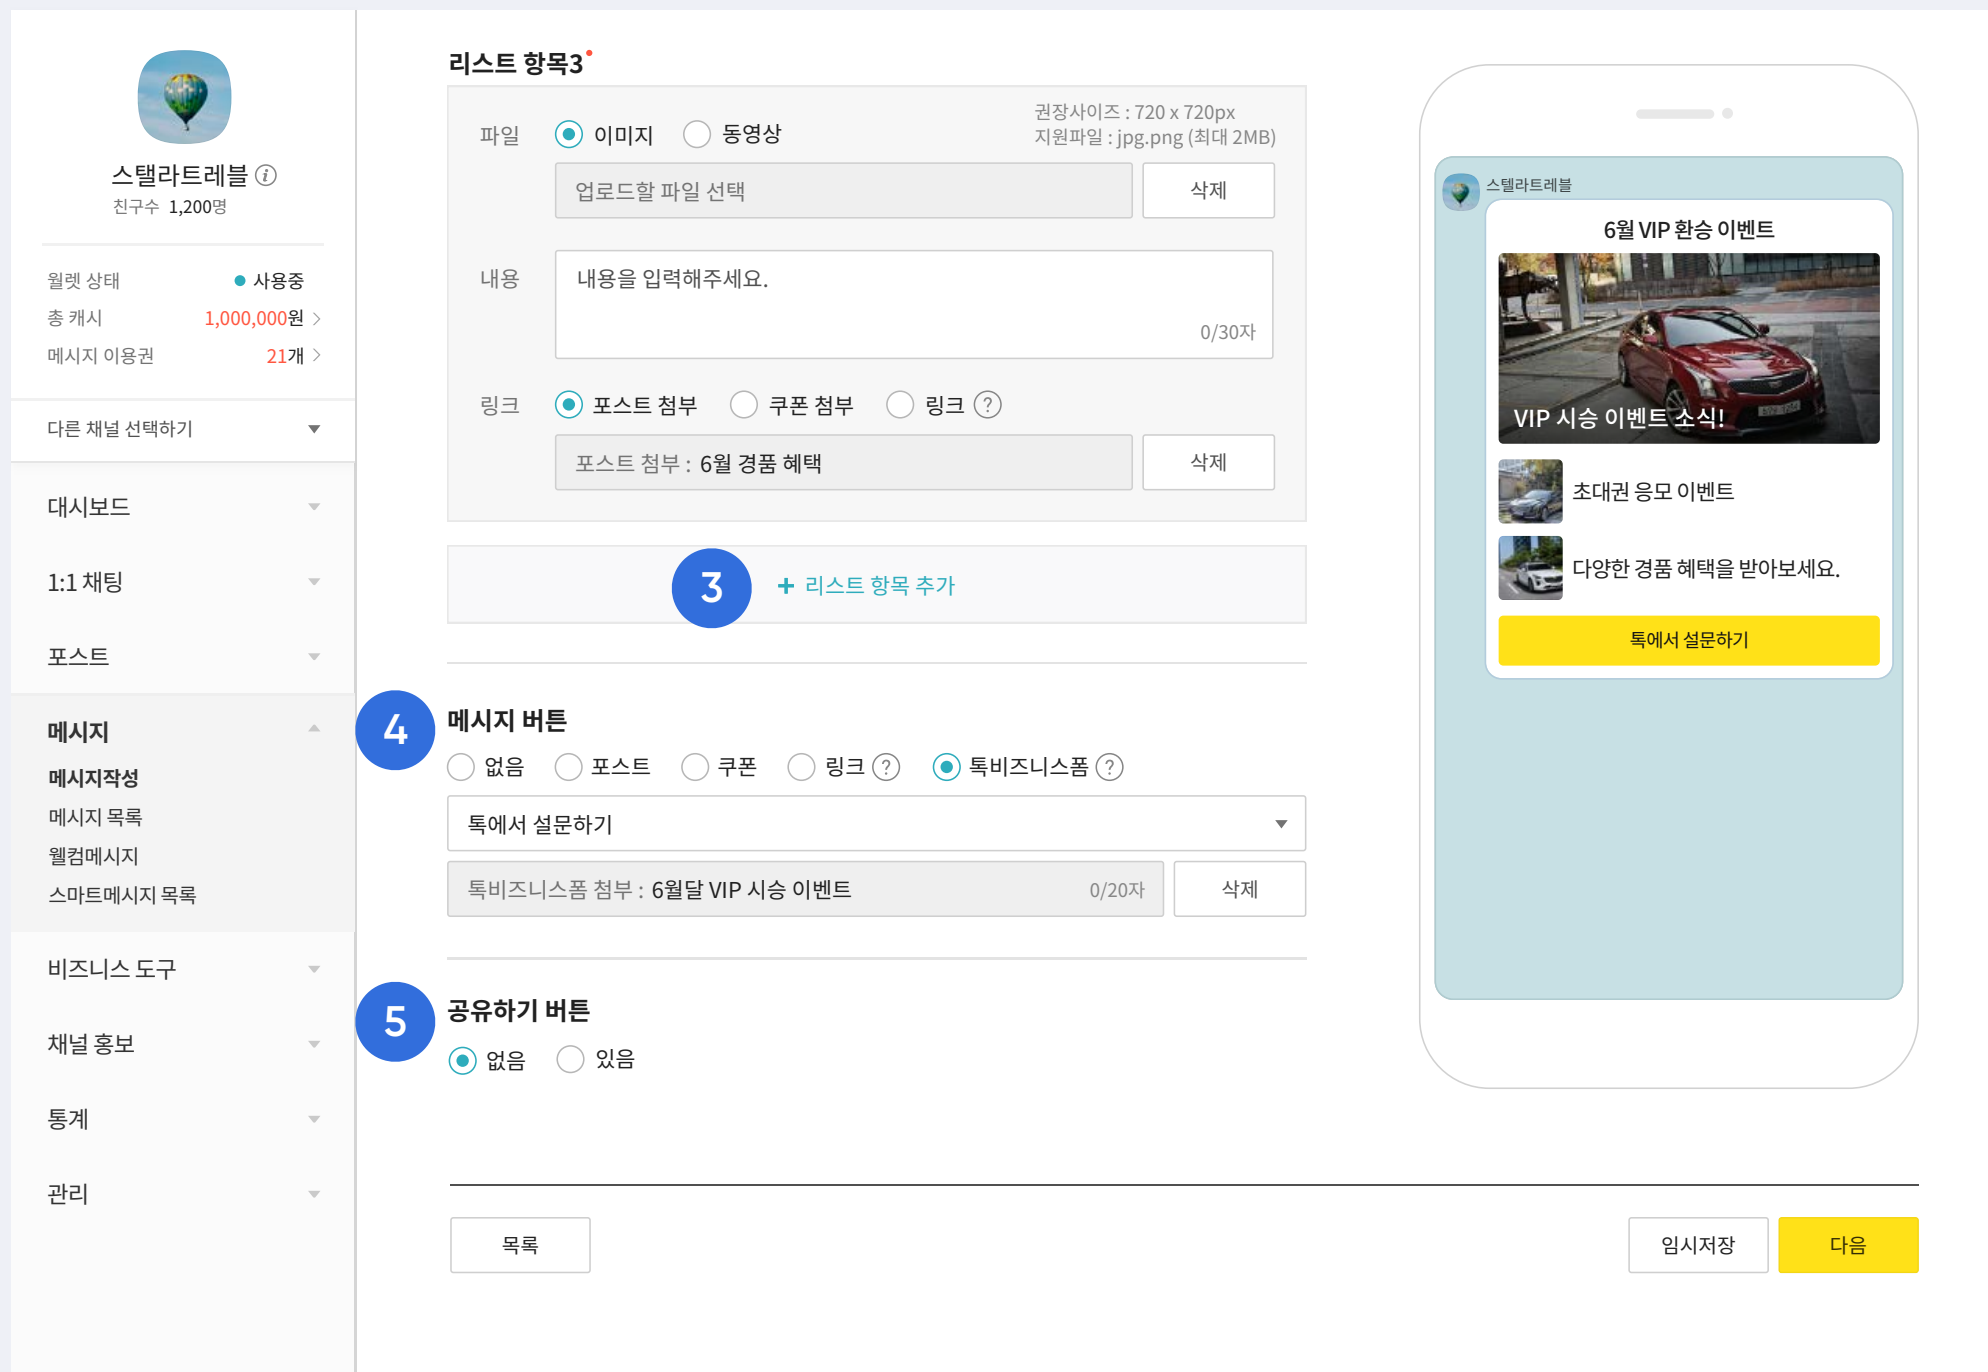 스탤라트레블
친구수 1,200명
월렛 상태 사용중
총 캐시 1,000,000원
메시지 이용권 21개
다른 채널 선택하기
대시보드
1:1 채팅
포스트
메시지
메시지작성
메시지 목록
웰컴메시지
스마트메시지 목록
비즈니스 도구
채널 홍보
통계
관리
리스트 항목3
파일 이미지 동영상
권장사이즈 : 720 x 720px
지원파일 : jpg.png (최대 2MB)
업로드할 파일 선택 삭제
내용 내용을 입력해주세요.
0/30자
링크 포스트 첨부 쿠폰 첨부 링크 ?
포스트 첨부 : 6월 경품 혜택 삭제
3 + 리스트 항목 추가
4 메시지 버튼
없음 포스트 쿠폰 링크 ? 톡비즈니스폼 ?
톡에서 설문하기
톡비즈니스폼 첨부 : 6월달 VIP 시승 이벤트 0/20자 삭제
5 공유하기 버튼
없음 있음
목록 임시저장 다음
스텔라트레블
6월 VIP 환승 이벤트
VIP 시승 이벤트 소식!
초대권 응모 이벤트
다양한 경품 혜택을 받아보세요.
톡에서 설문하기